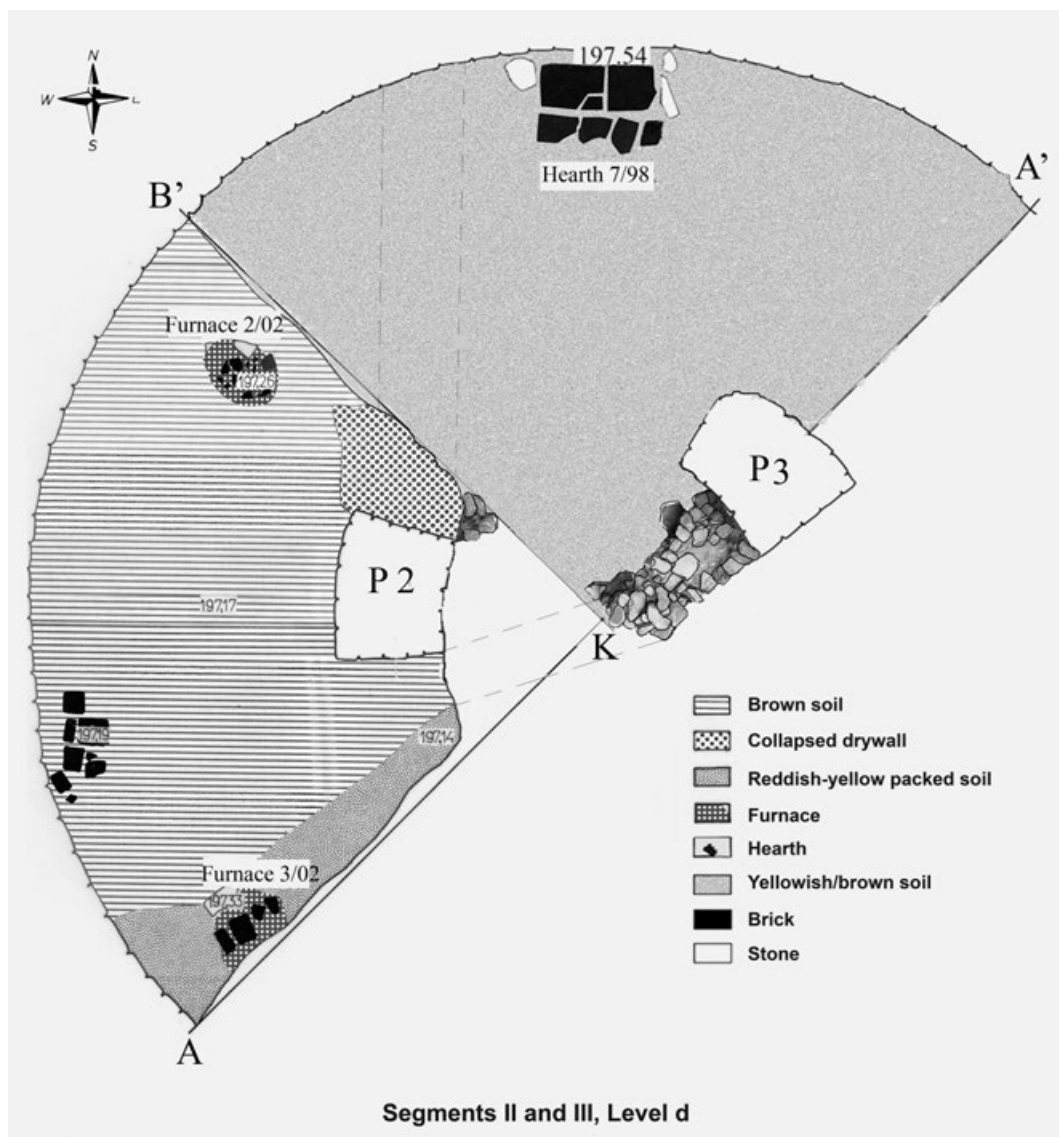 N
W L
S
197.54
Hearth 7/98
A’
B’
Furnace 2/02
197,26
P 3
P 2
197,17
K
197,19
197,14
Furnace 3/02
197,33
A
Brown soil
Collapsed drywall
Reddish-yellow packed soil
Furnace
Hearth
Yellowish/brown soil
Brick
Stone
Segments II and III, Level d